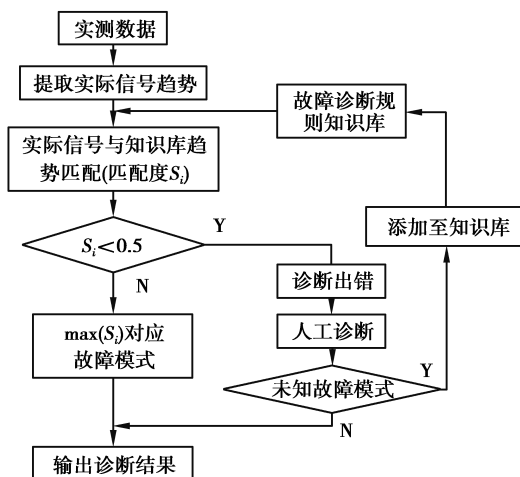 实测数据
提取实际信号趋势
故障诊断规
则知识库
实际信号与知识库趋
势匹配(匹配度Si)
添加至知识库
Si<0.5
Y
N
诊断出错
人工诊断
max(Si)对应
故障模式
未知故障模式
Y
N
输出诊断结果